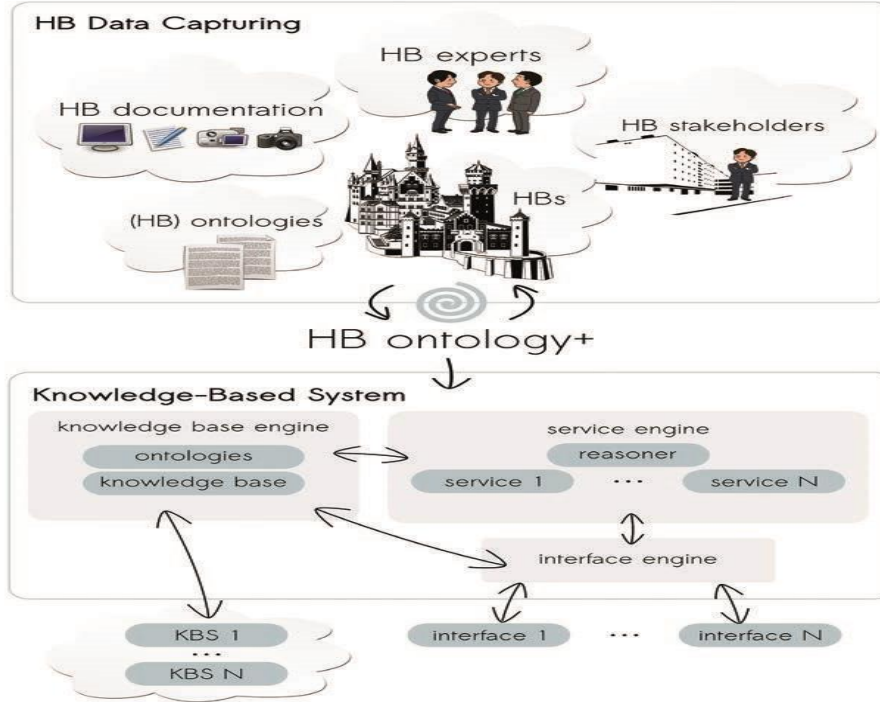 HB Data Capturing
HB experts
HB documentation
HB stakeholders
HBs
(HB) ontologies
HB ontology+
Knowledge-Based System
knowledge base engine
service engine
ontologies
reasoner
knowledge base
service 1
...
service N
interface engine
KBS 1
...
KBS N
interface 1
...
interface N